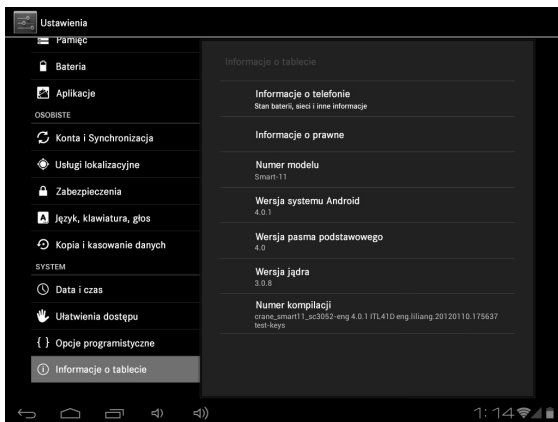 Ustawienia
Pamięc
Bateria
Aplikacje
OSOBISTE
Konta i Synchronizacja
Usługi lokalizacyjne
Zabezpieczenia
A Język, klawiatura, głos
Kopia i kasowanie danych
SYSTEM
Data i czas
Ułatwienia dostępu
{ } Opcje programistyczne
Informacje o tablecie
Informacje o tablecie
Informacje o telefonie
Stan baterii, sieci i inne informacje
Informacje o prawne
Numer modelu
Smart-11
Wersja systemu Android
4.0.1
Wersja pasma podstawowego
4.0
Wersja jądra
3.0.8
Numer kompilacji
crane_smart11_sc3052-eng 4.0.1 ITL41D eng.liliang.20120110.175637
test-keys
1:14